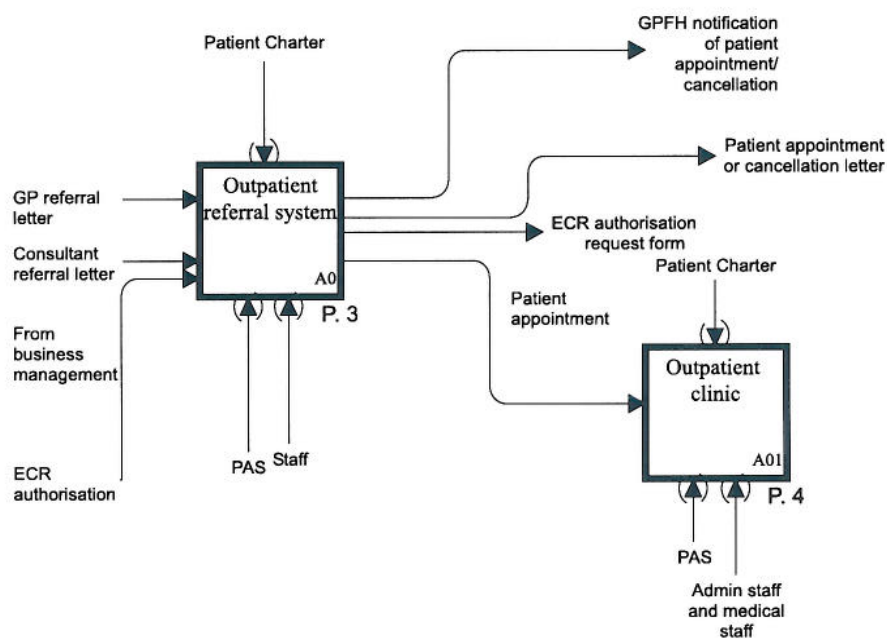 Patient Charter
GPFH notification
of patient
appointment/
cancellation
Patient appointment
or cancellation letter
GP referral
letter
Outpatient
referral system
A0
P. 3
Consultant
referral letter
ECR authorisation
request form
From
business
management
ECR
authorisation
PAS
Staff
Patient
appointment
Patient Charter
Outpatient
clinic
A01
P. 4
PAS
Admin staff
and medical
staff